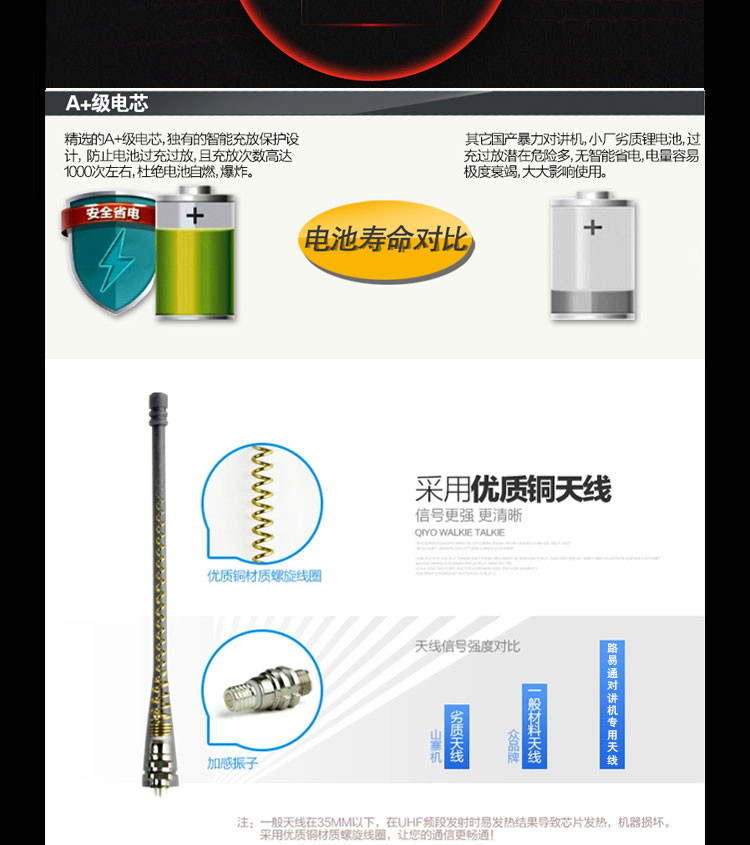 A+级电芯
精选的A+级电芯,独有的智能充放保护设
计, 防止电池过充过放,且充放次数高达
1000次左右,杜绝电池自燃,爆炸。
其它国产暴力对讲机,小厂劣质锂电池,过
充过放潜在危险多,无智能省电,电量容易
极度衰竭,大大影响使用。
安全省电
电池寿命对比
采用优质铜天线
信号更强 更清晰
QIYO WALKIE TALKIE
优质铜材质螺旋线圈
天线信号强度对比
加感振子
山寨机
劣质天线
众品牌
一般材料天线
路易通对讲机专用天线
注: 一般天线在35MM以下, 在UHF频段发射时易发热结果导致芯片发热, 机器损坏。
采用优质铜材质螺旋线圈, 让您的通信更畅通!